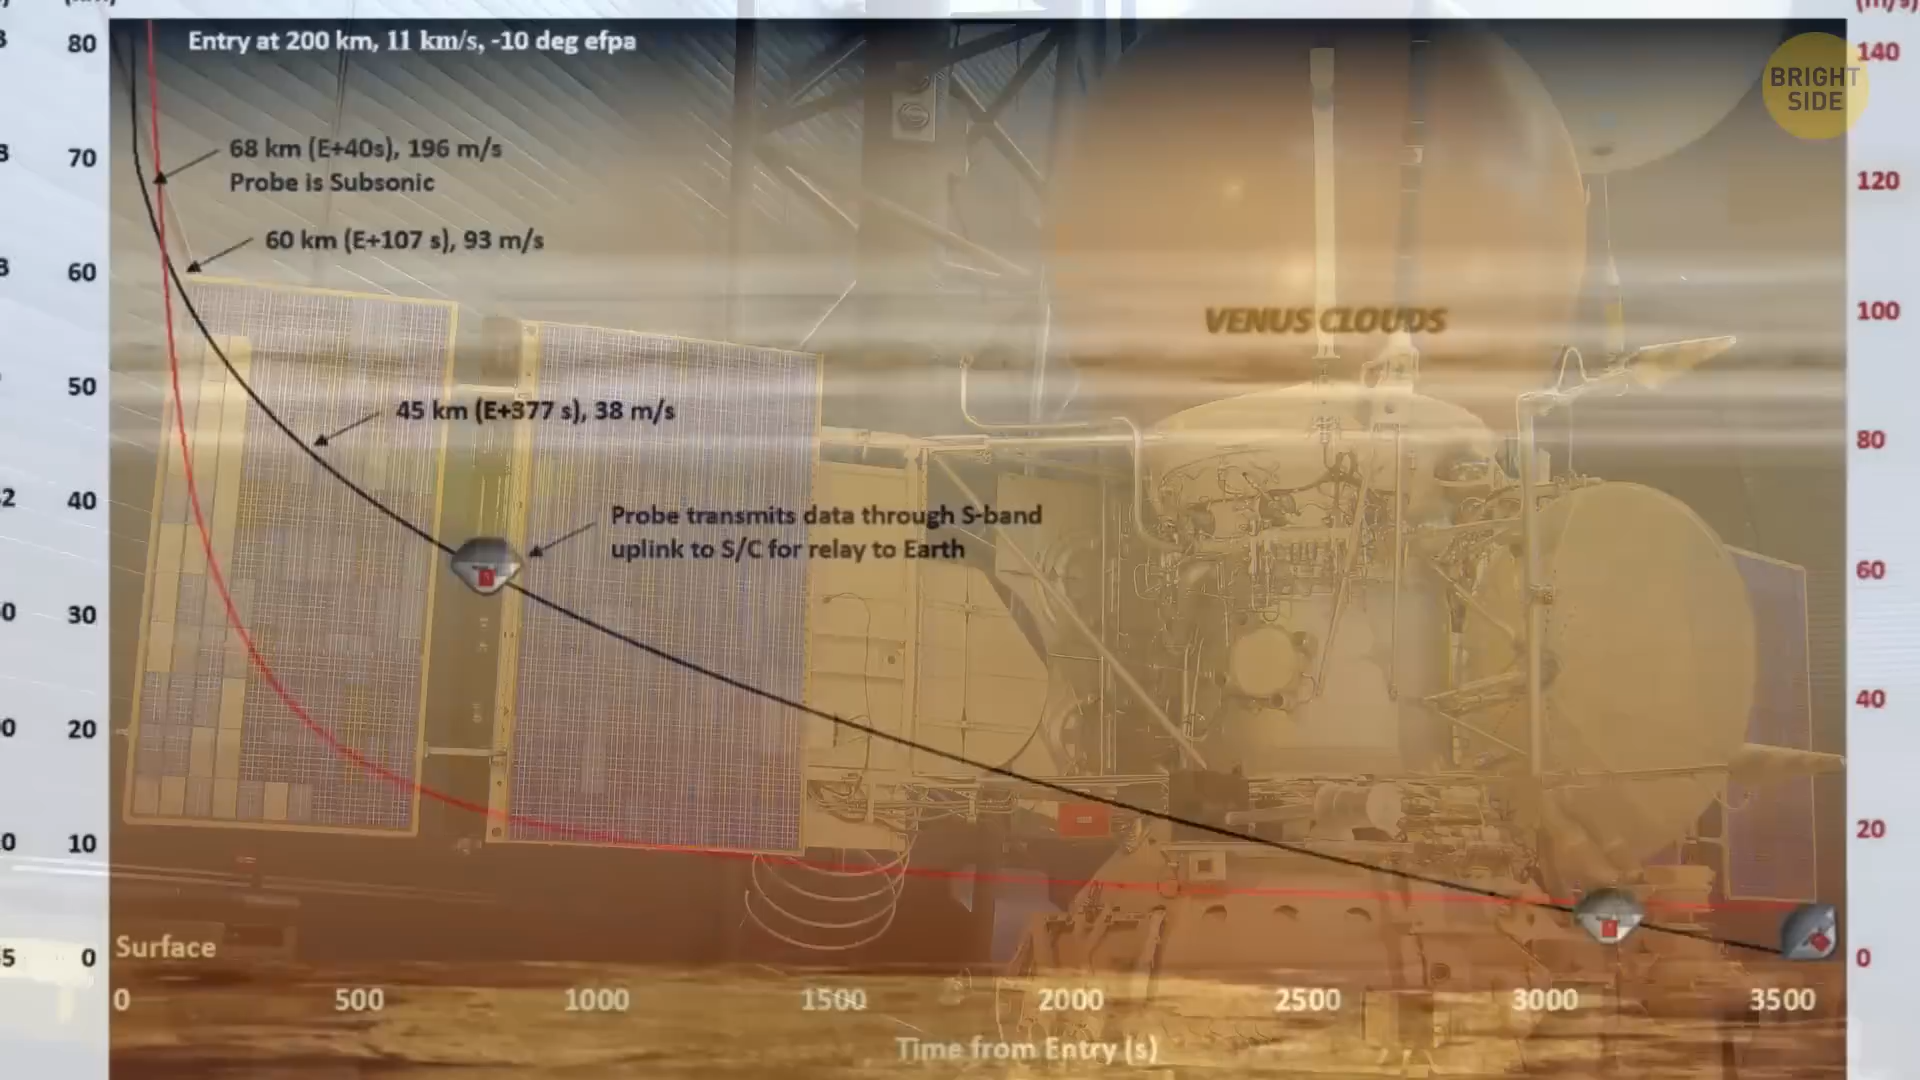 (m/s)
80
140
Entry at 200 km, 11 km/s, -10 deg efpa
BRIGHT
SIDE
70
68 km (E+40s), 196 m/s
Probe is Subsonic
120
60
60 km (E+107 s), 93 m/s
100
VENUS CLOUDS
50
45 km (E+377 s), 38 m/s
80
40
Probe transmits data through S-band
uplink to S/C for relay to Earth
60
30
20
40
10
20
0
Surface
0
0
500
1000
1500
2000
2500
3000
3500
Time from Entry (s)